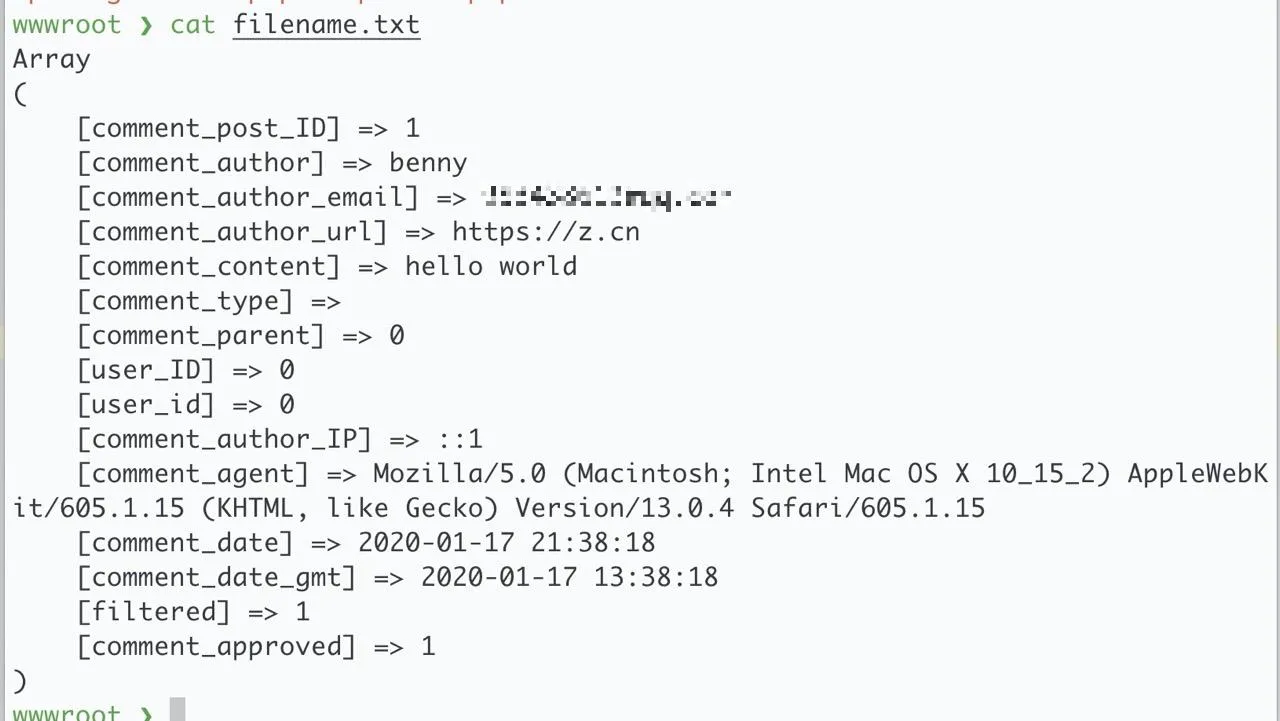 wwwroot ❯ cat filename.txt
Array
(
    [comment_post_ID] => 1
    [comment_author] => benny
    [comment_author_email] =>
    [comment_author_url] => https://z.cn
    [comment_content] => hello world
    [comment_type] =>
    [comment_parent] => 0
    [user_ID] => 0
    [user_id] => 0
    [comment_author_IP] => ::1
    [comment_agent] => Mozilla/5.0 (Macintosh; Intel Mac OS X 10_15_2) AppleWebK
it/605.1.15 (KHTML, like Gecko) Version/13.0.4 Safari/605.1.15
    [comment_date] => 2020-01-17 21:38:18
    [comment_date_gmt] => 2020-01-17 13:38:18
    [filtered] => 1
    [comment_approved] => 1
)
wwwroot ❯